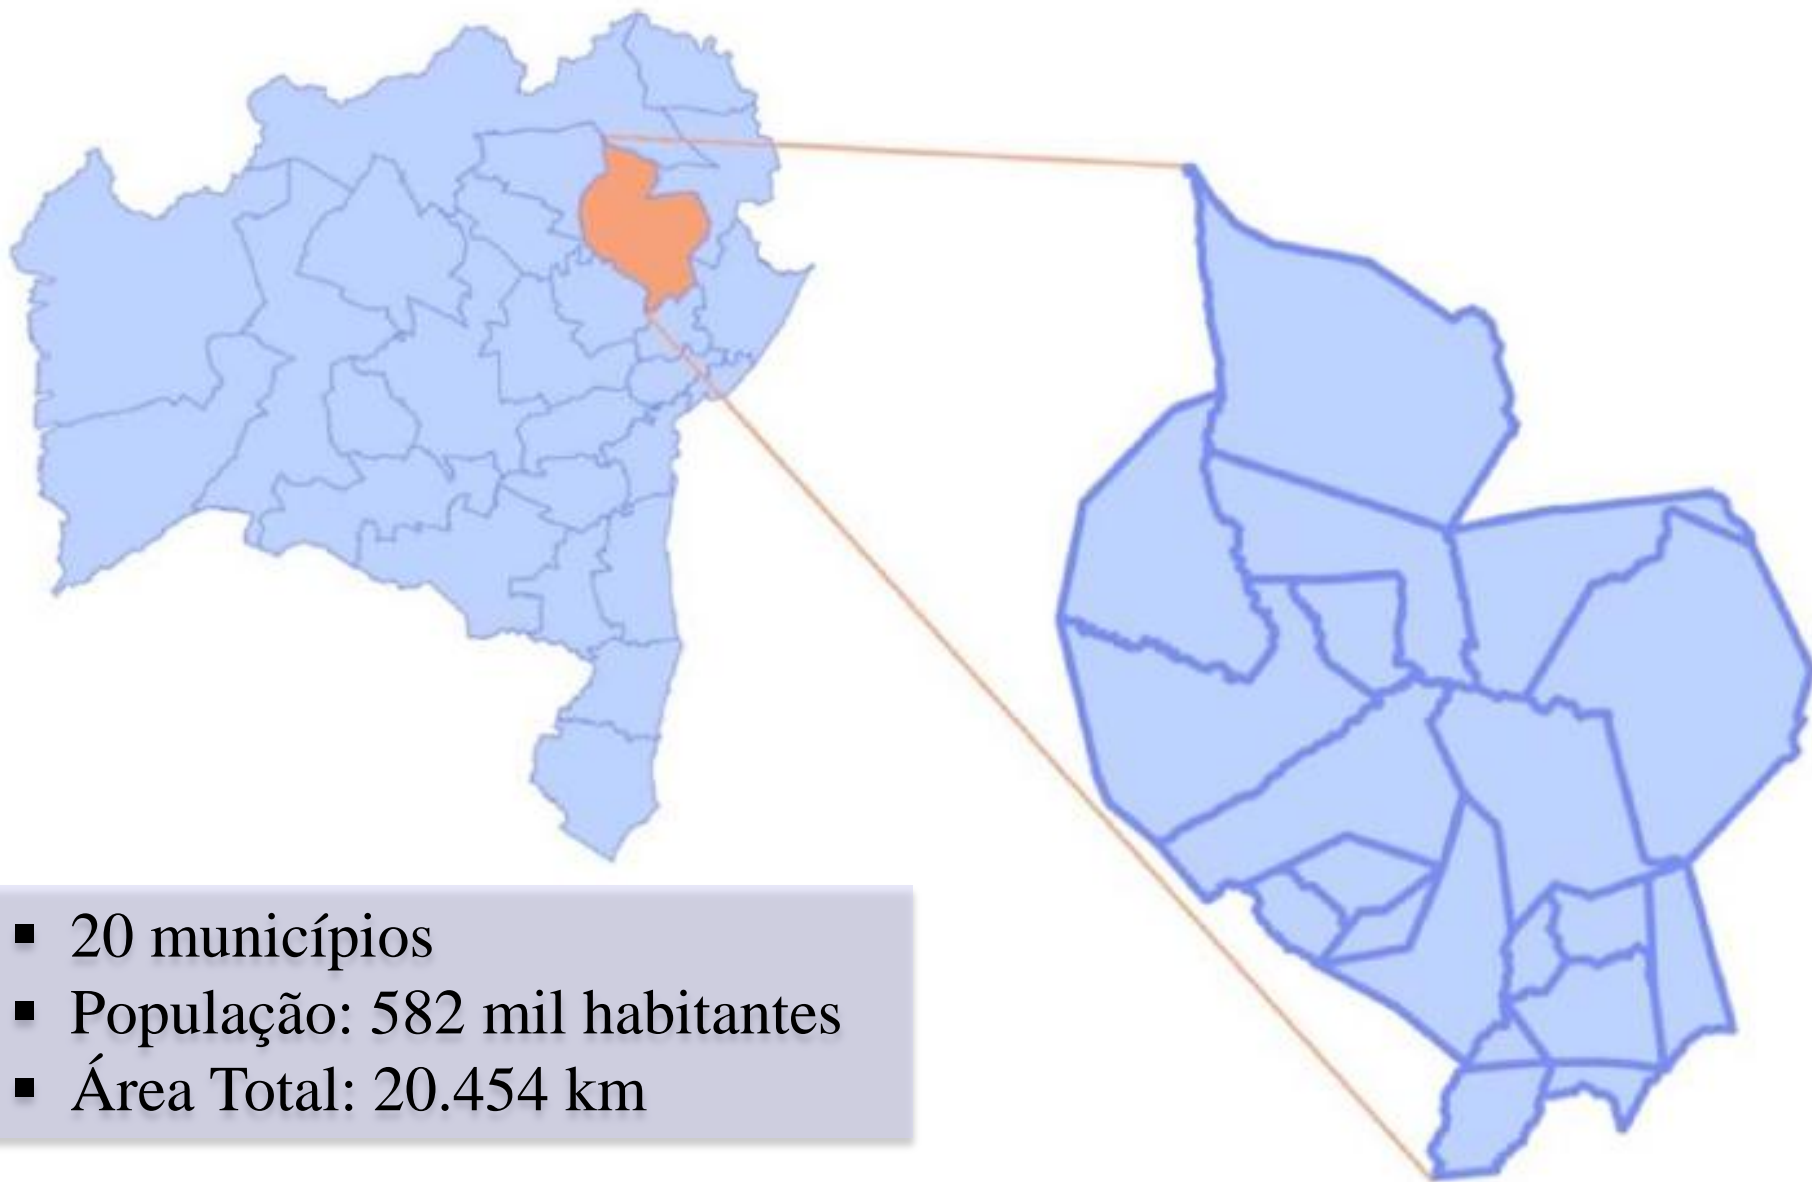 ▪ 20 municípios
▪ População: 582 mil habitantes
▪ Área Total: 20.454 km